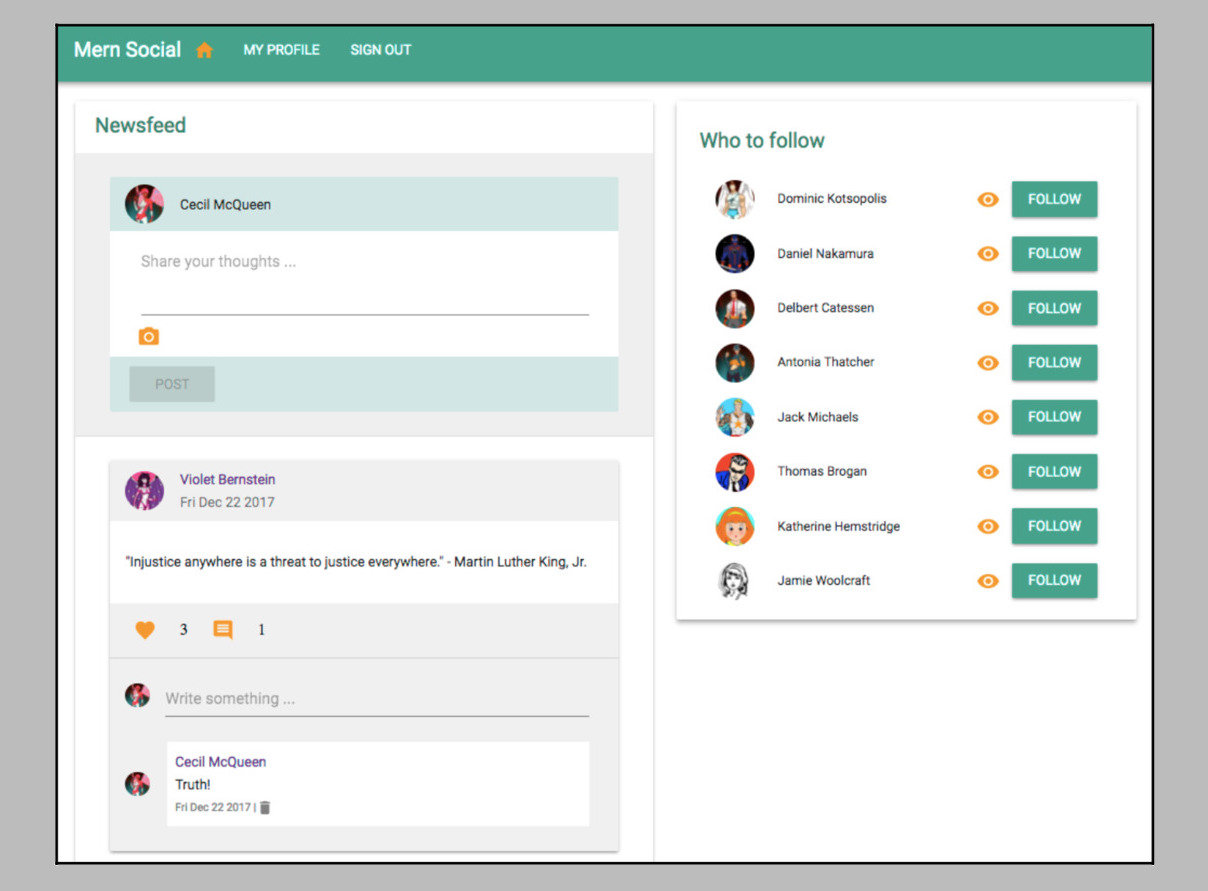 Mern Social MY PROFILE SIGN OUT
Newsfeed
Cecil McQueen
Share your thoughts ...
POST
Violet Bernstein
Fri Dec 22 2017
"Injustice anywhere is a threat to justice everywhere." - Martin Luther King, Jr.
3 1
Write something ...
Cecil McQueen
Truth!
Fri Dec 22 2017 |
Who to follow
Dominic Kotsopolis FOLLOW
Daniel Nakamura FOLLOW
Delbert Catessen FOLLOW
Antonia Thatcher FOLLOW
Jack Michaels FOLLOW
Thomas Brogan FOLLOW
Katherine Hemstridge FOLLOW
Jamie Woolcraft FOLLOW